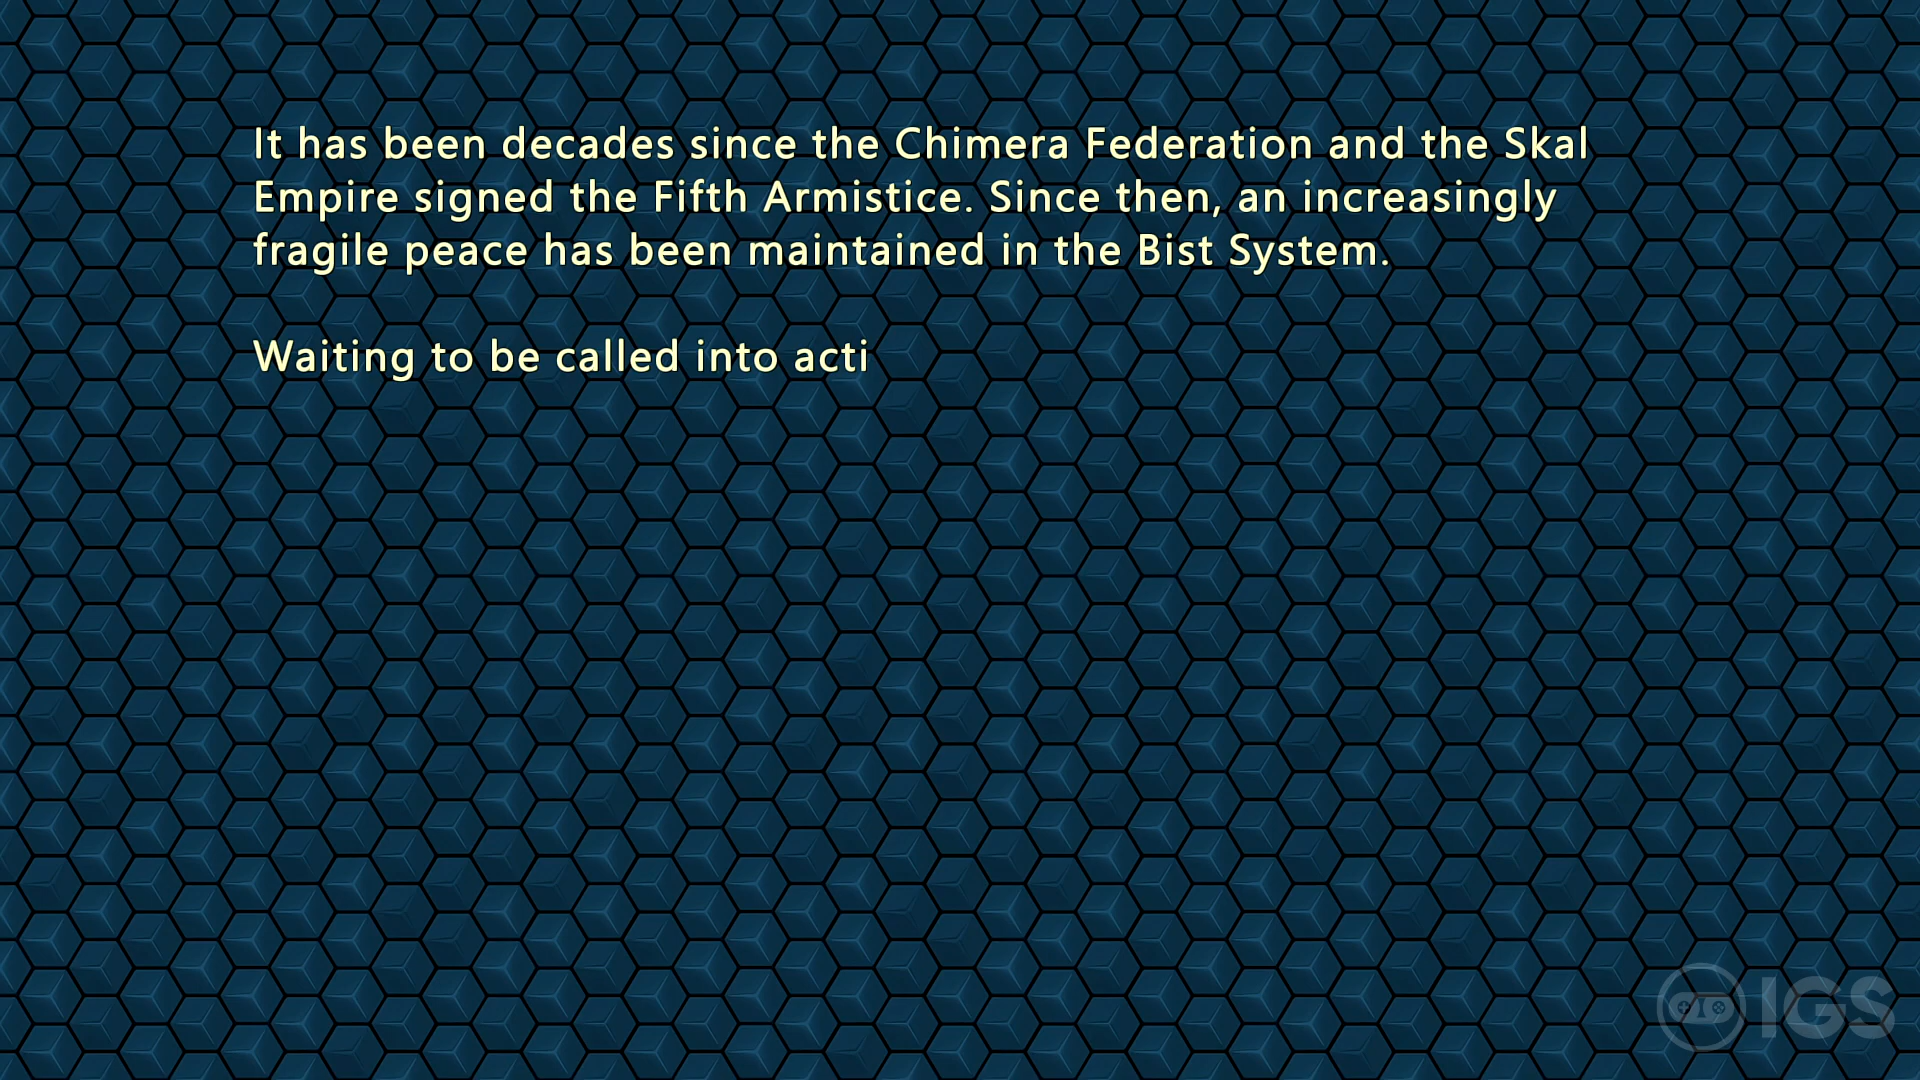 It has been decades since the Chimera Federation and the Skal
Empire signed the Fifth Armistice. Since then, an increasingly
fragile peace has been maintained in the Bist System.
Waiting to be called into acti
IGS